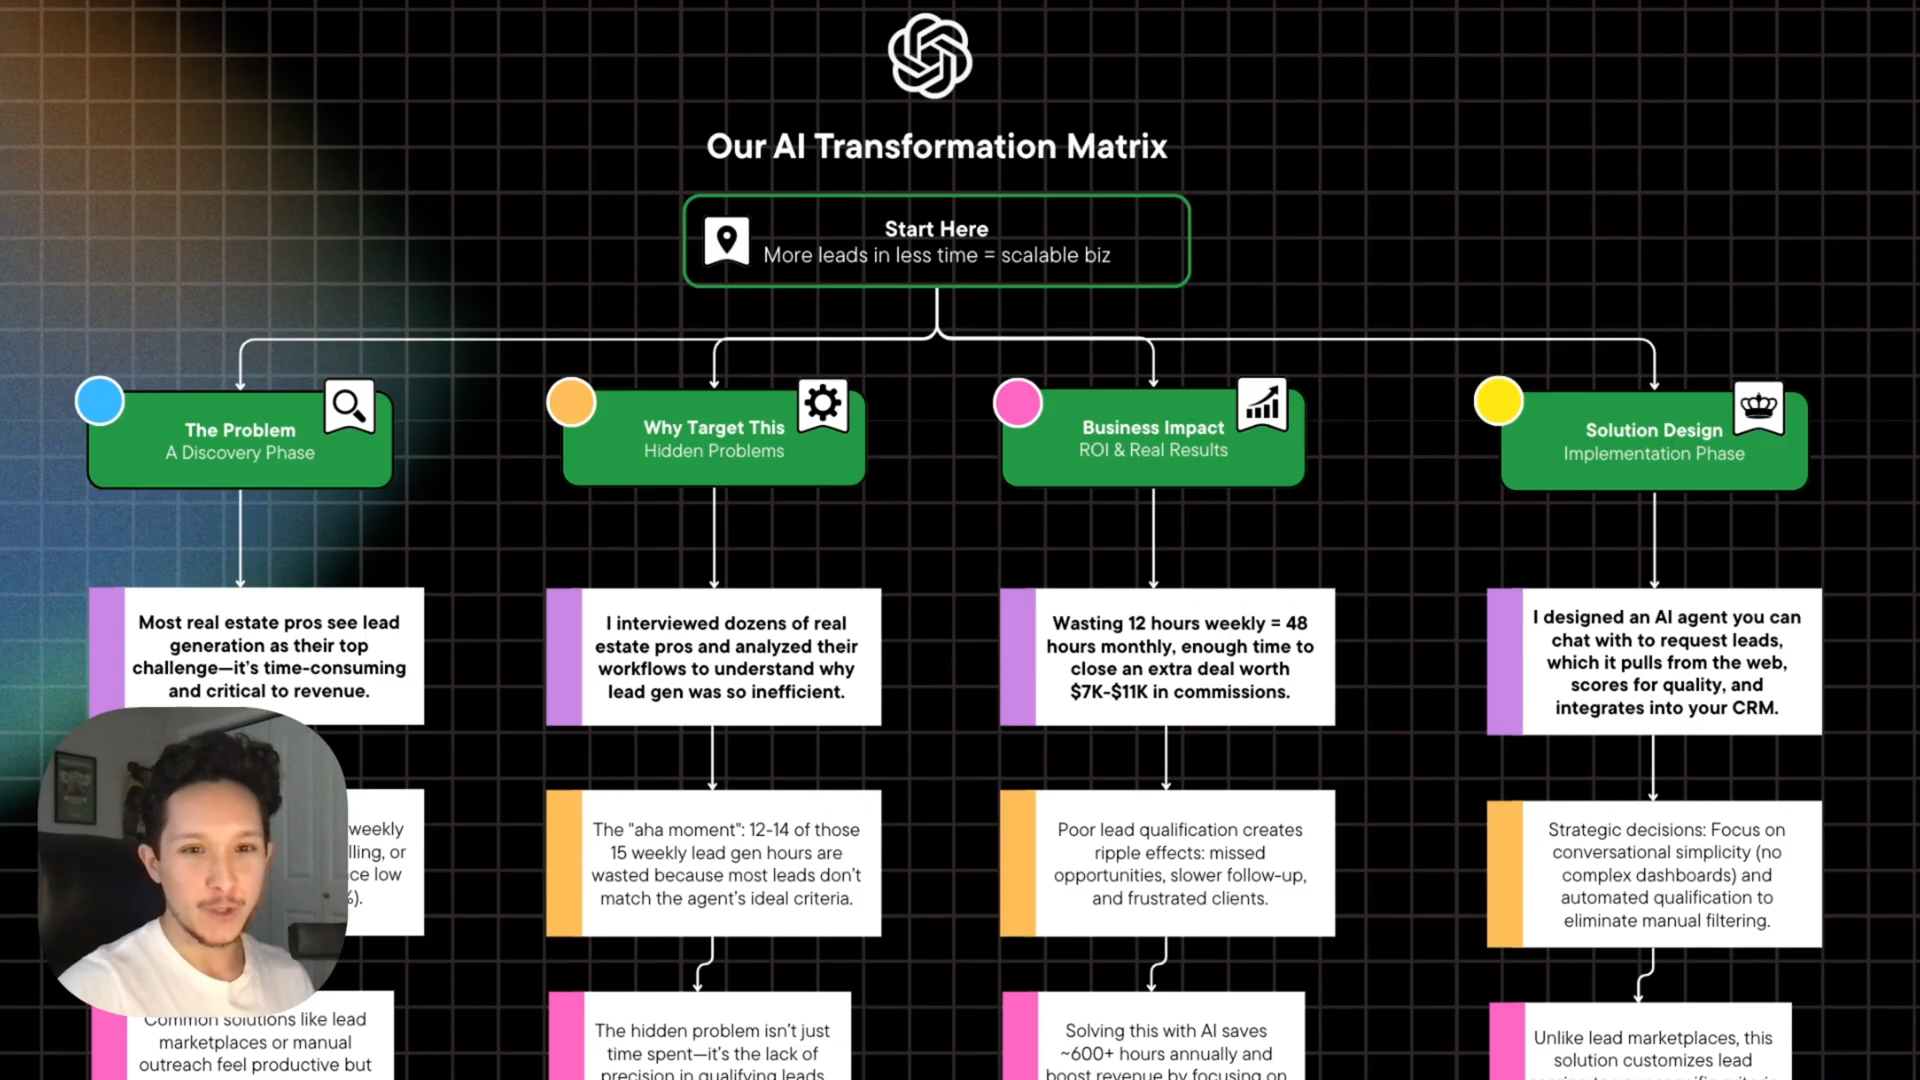 Our AI Transformation Matrix
Start Here
More leads in less time = scalable biz
The Problem
A Discovery Phase
Why Target This
Hidden Problems
Business Impact
ROI & Real Results
Solution Design
Implementation Phase
Most real estate pros see lead
generation as their top
challenge—it's time-consuming
and critical to revenue.
I interviewed dozens of real
estate pros and analyzed their
workflows to understand why
lead gen was so inefficient.
Wasting 12 hours weekly = 48
hours monthly, enough time to
close an extra deal worth
$7K-$11K in commissions.
I designed an AI agent you can
chat with to request leads,
which it pulls from the web,
scores for quality, and
integrates into your CRM.
weekly
lling, or
ce low
%).
The "aha moment": 12-14 of those
15 weekly lead gen hours are
wasted because most leads don't
match the agent's ideal criteria.
Poor lead qualification creates
ripple effects: missed
opportunities, slower follow-up,
and frustrated clients.
Strategic decisions: Focus on
conversational simplicity (no
complex dashboards) and
automated qualification to
eliminate manual filtering.
Common solutions like lead
marketplaces or manual
outreach feel productive but
The hidden problem isn't just
time spent—it's the lack of
precision in qualifying leads
Solving this with AI saves
~600+ hours annually and
boost revenue by focusing on
Unlike lead marketplaces, this
solution customizes lead